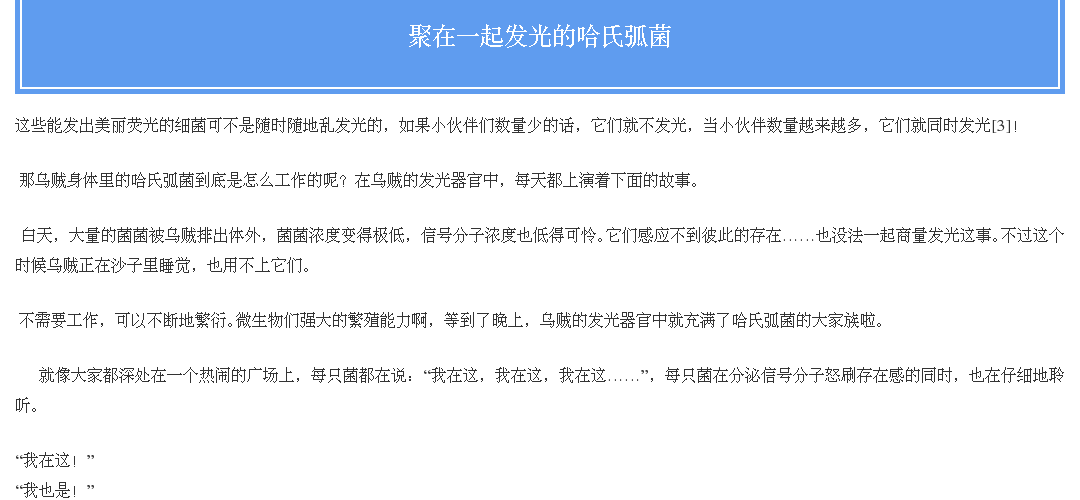 聚在一起发光的哈氏弧菌
这些能发出美丽荧光的细菌可不是随时随地乱发光的，如果小伙伴们数量少的话，它们就不发光，当小伙伴数量越来越多，它们就同时发光[3]！
那乌贼身体里的哈氏弧菌到底是怎么工作的呢？在乌贼的发光器官中，每天都上演着下面的故事。
白天，大量的菌菌被乌贼排出体外，菌菌浓度变得极低，信号分子浓度也低得可怜。它们感应不到彼此的存在……也没法一起商量发光这事。不过这个
时候乌贼正在沙子里睡觉，也用不上它们。
不需要工作，可以不断地繁衍。微生物们强大的繁殖能力啊，等到了晚上，乌贼的发光器官中就充满了哈氏弧菌的大家族啦。
就像大家都深处在一个热闹的广场上，每只菌都在说：“我在这，我在这，我在这……”，每只菌在分泌信号分子怒刷存在感的同时，也在仔细地聆
听。
“我在这！”
“我也是！”